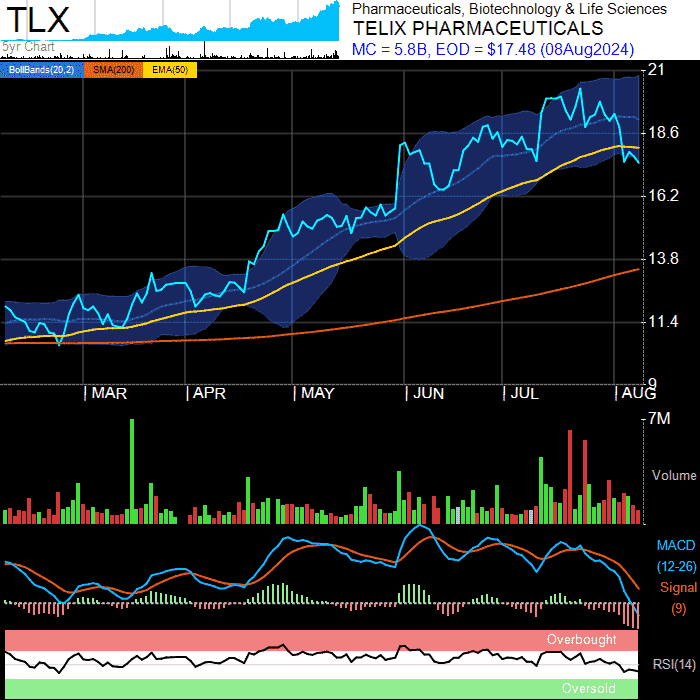 TLX
5yr Chart
Pharmaceuticals, Biotechnology & Life Sciences
TELIX PHARMACEUTICALS
MC = 5.8B, EOD = $17.48 (08Aug2024)
BollBands(20,2) SMA(200) EMA(50)
21
18.6
16.2
13.8
11.4
9
MAR APR MAY JUN JUL AUG
7M
Volume
MACD
(12-26)
Signal
(9)
Overbought
RSI(14)
Oversold